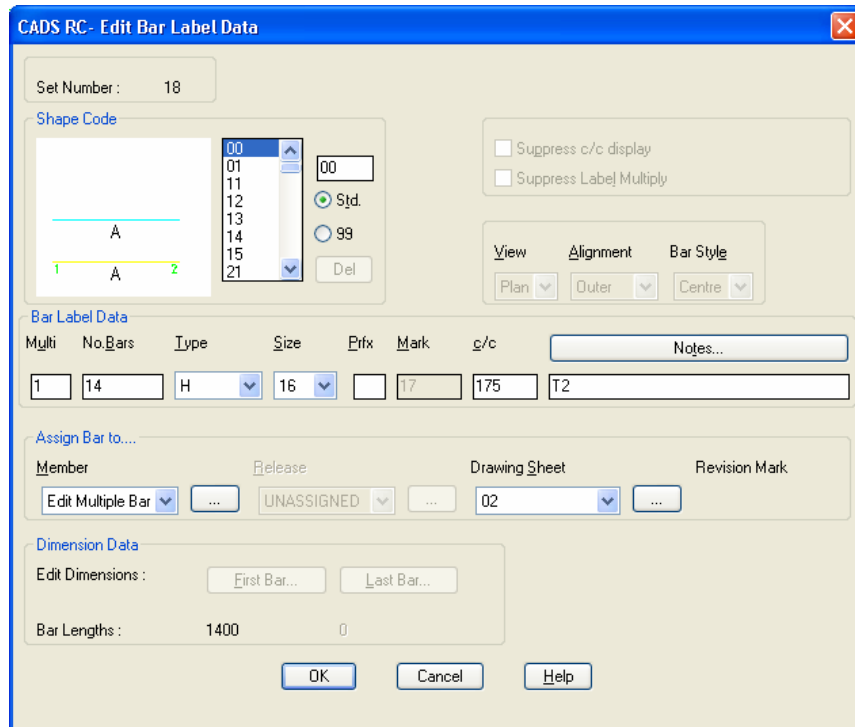 CADS RC- Edit Bar Label Data
Set Number : 18
Shape Code
00
01
11
12
13
14
15
21
A
1 A 2
00
Std.
99
Del
Suppress c/c display
Suppress Label Multiply
View Alignment Bar Style
Plan Outer Centre
Bar Label Data
Multi No.Bars Type Size Prfx Mark c/c Notes...
1 14 H 16 17 175 T2
Assign Bar to....
Member Release Drawing Sheet Revision Mark
Edit Multiple Bar ... UNASSIGNED ... 02 ...
Dimension Data
Edit Dimensions : First Bar... Last Bar...
Bar Lengths : 1400 0
OK Cancel Help